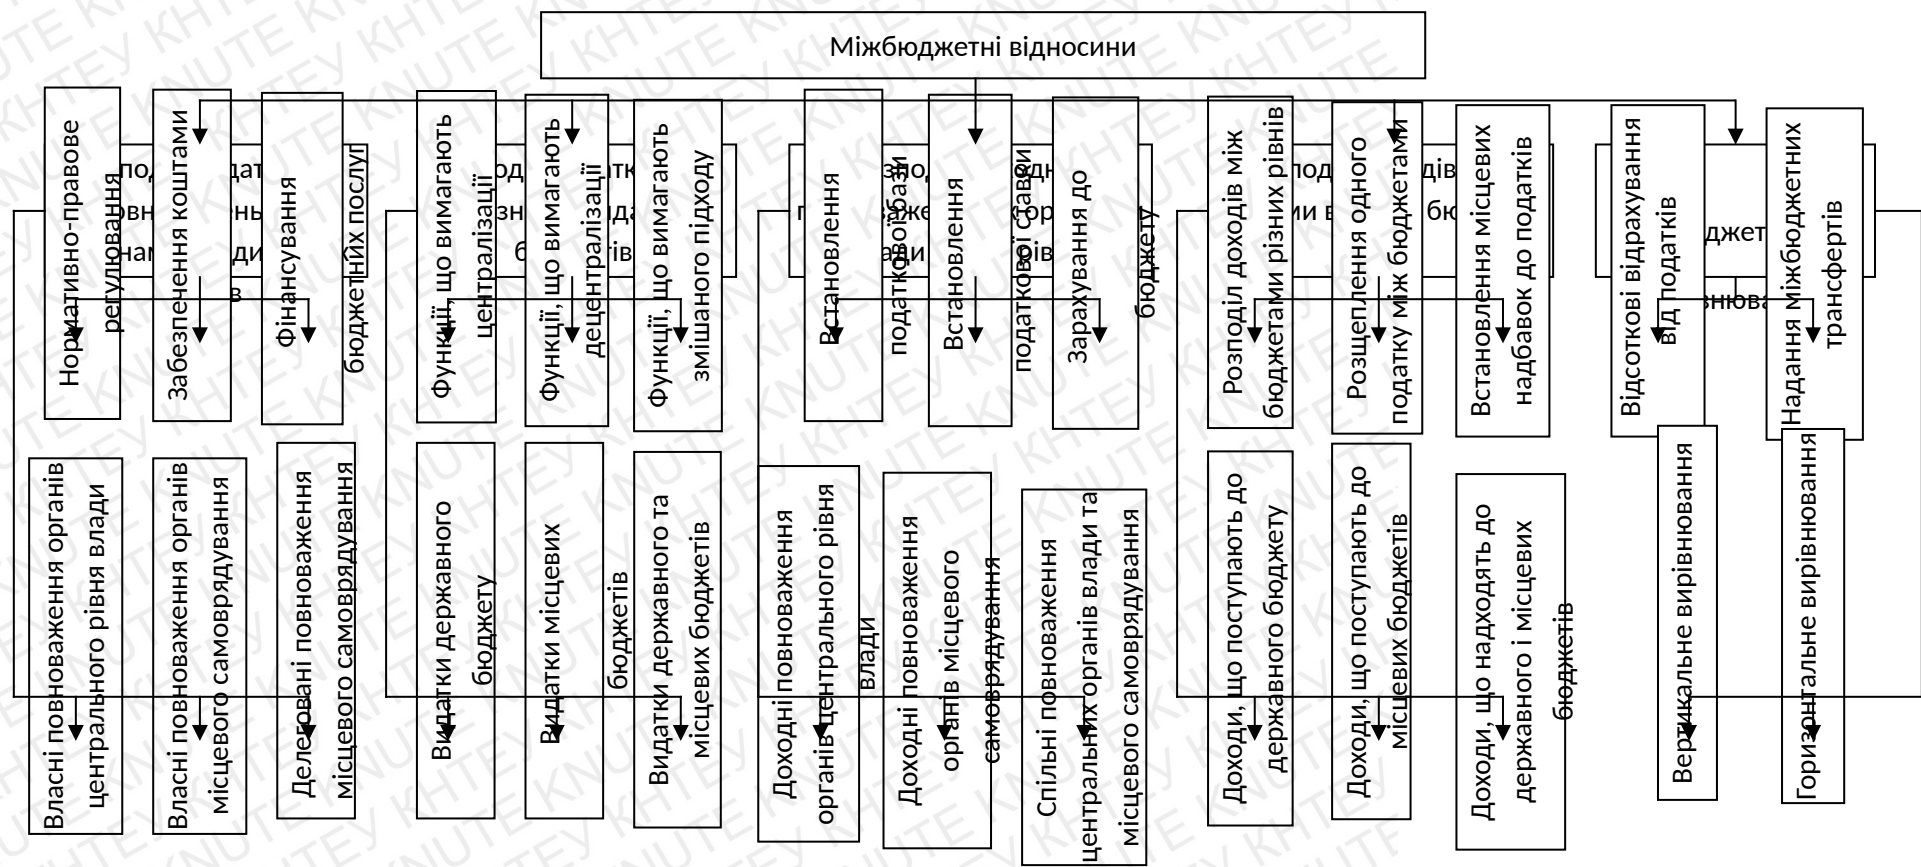 Міжбюджетні відносини
Нормативно-правове
регулювання
Забезпечення коштами
Фінансування
бюджетних послуг
Функції, що вимагають
централізації
Функції, що вимагають
децентралізації
Функції, що вимагають
змішаного підходу
Встановлення
податкової бази
Встановлення
податкової ставки
Зарахування до
бюджету
Розподіл доходів між
бюджетами різних рівнів
Розщеплення одного
податку між бюджетами
Встановлення місцевих
надбавок до податків
Відсоткові відрахування
від податків
Надання міжбюджетних
трансфертів
Власні повноваження органів
центрального рівня влади
Власні повноваження органів
місцевого самоврядування
Делеговані повноваження
місцевого самоврядування
Видатки державного
бюджету
Видатки місцевих
бюджетів
Видатки державного та
місцевих бюджетів
Доходні повноваження
органів центрального рівня
влади
Доходні повноваження
органів місцевого
самоврядування
Спільні повноваження
центральних органів влади та
місцевого самоврядування
Доходи, що поступають до
державного бюджету
Доходи, що поступають до
місцевих бюджетів
Доходи, що надходять до
державного і місцевих
бюджетів
Вертикальне вирівнювання
Горизонтальне вирівнювання